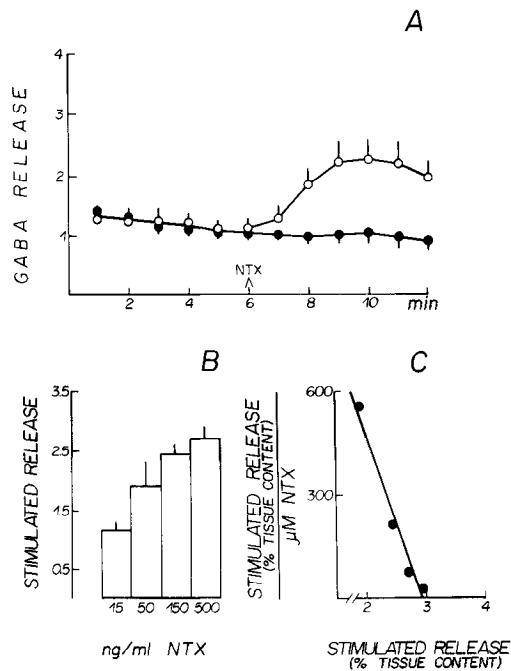 A
GABA RELEASE
4
3
2
1
NTX
2 4 6 8 10 min
B
STIMULATED RELEASE
3.5
2.5
1.5
0.5
15 50 150 500
ng/ml NTX
C
STIMULATED RELEASE
(% TISSUE CONTENT)
µM NTX
600
300
2 3 4
STIMULATED RELEASE
(% TISSUE CONTENT)